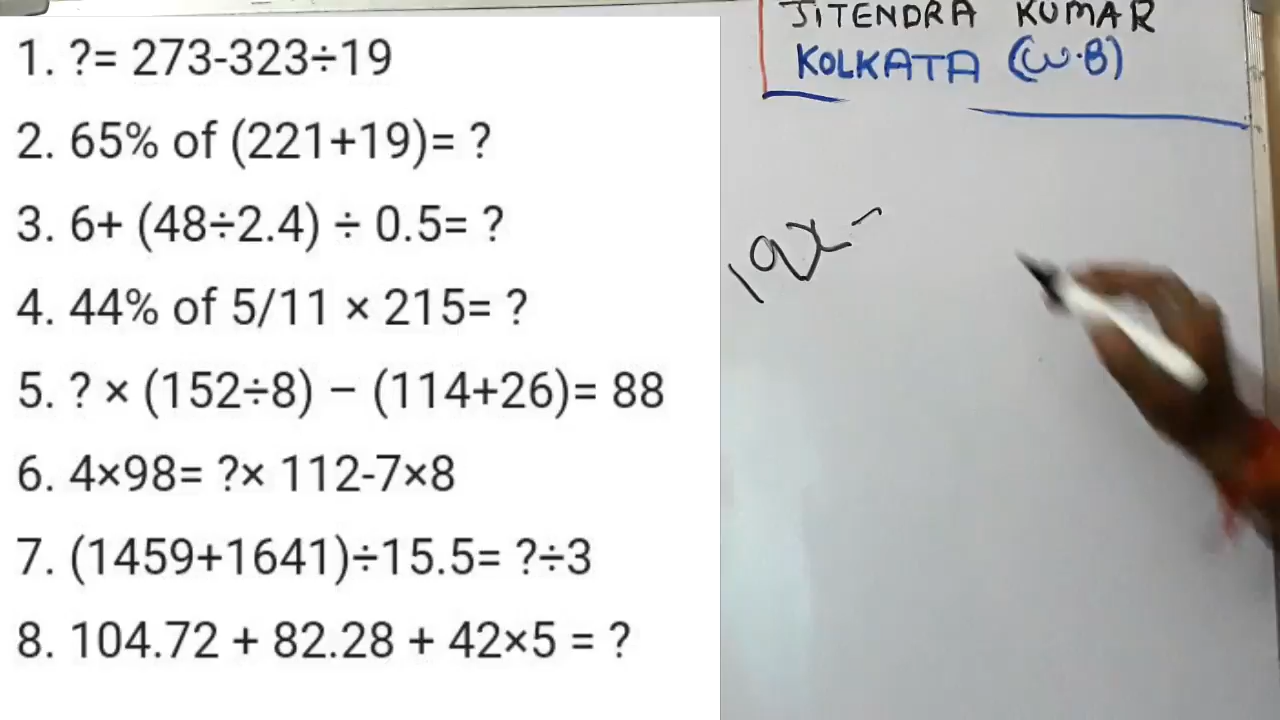 JITENDRA KUMAR
KOLKATA (W.B)
1. ?= 273-323÷19
2. 65% of (221+19)= ?
3. 6+ (48÷2.4) ÷ 0.5= ?
4. 44% of 5/11 × 215= ?
5. ? × (152÷8) – (114+26)= 88
6. 4×98= ?× 112-7×8
7. (1459+1641)÷15.5= ?÷3
8. 104.72 + 82.28 + 42×5 = ?
19x -